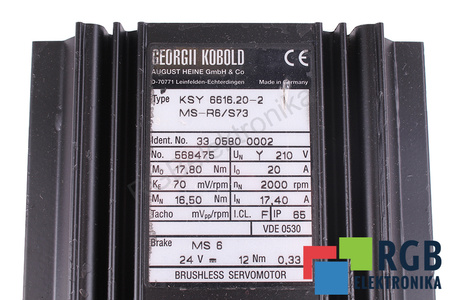 GEORGII KOBOLD CE
AUGUST HEINE GmbH & Co
D-70771 Leinfelden-Echterdingen Made in Germany
Type KSY 6616.20-2
MS-R6/S73
Ident. No. 33 0580 0002
No. 568475 UN Y 210 V
Mo 17,80 Nm Io 20 A
KE 70 mV/rpm nN 2000 rpm
MN 16,50 Nm IN 17,40 A
Tacho mVpp/rpm I.CL. F IP 65
VDE 0530
Brake MS 6
24 V 12 Nm 0,33
BRUSHLESS SERVOMOTOR
RGB
ELEKTRONIKA